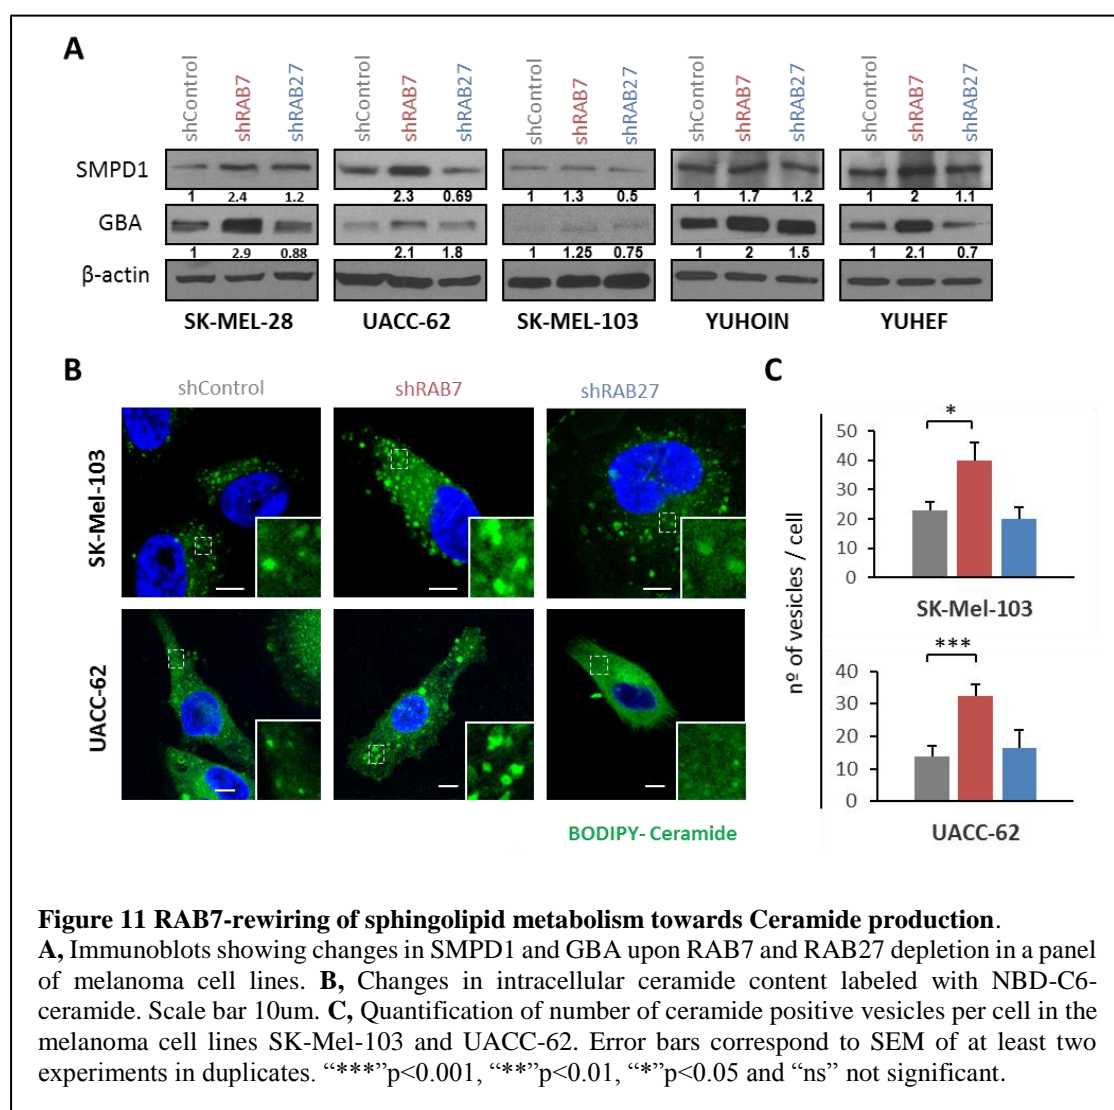 A
shControl shRAB7 shRAB27 shControl shRAB7 shRAB27 shControl shRAB7 shRAB27 shControl shRAB7 shRAB27 shControl shRAB7 shRAB27
SMPD1
1 2.4 1.2 2.3 0.69 1 1.3 0.5 1 1.7 1.2 1 2 1.1
GBA
1 2.9 0.88 2.1 1.8 1 1.25 0.75 1 2 1.5 1 2.1 0.7
β-actin
SK-MEL-28 UACC-62 SK-MEL-103 YUHOIN YUHEF
B
shControl shRAB7 shRAB27
SK-Mel-103
UACC-62
BODIPY- Ceramide
C
nº of vesicles / cell
*
50
40
30
20
10
0
SK-Mel-103
***
40
30
20
10
0
UACC-62
Figure 11 RAB7-rewiring of sphingolipid metabolism towards Ceramide production.
A, Immunoblots showing changes in SMPD1 and GBA upon RAB7 and RAB27 depletion in a panel
of melanoma cell lines. B, Changes in intracellular ceramide content labeled with NBD-C6-
ceramide. Scale bar 10um. C, Quantification of number of ceramide positive vesicles per cell in the
melanoma cell lines SK-Mel-103 and UACC-62. Error bars correspond to SEM of at least two
experiments in duplicates. “***”p<0.001, “**”p<0.01, “*”p<0.05 and “ns” not significant.